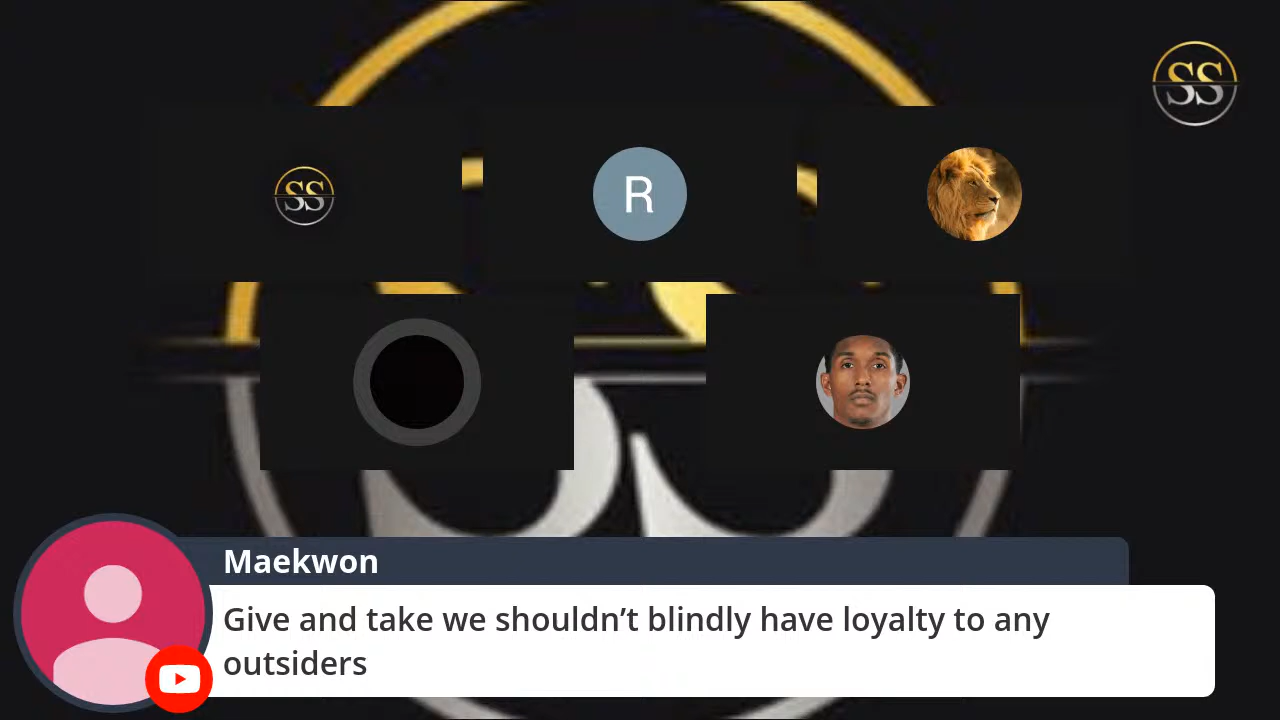 SS
SS
R
Maekwon
Give and take we shouldn’t blindly have loyalty to any
outsiders